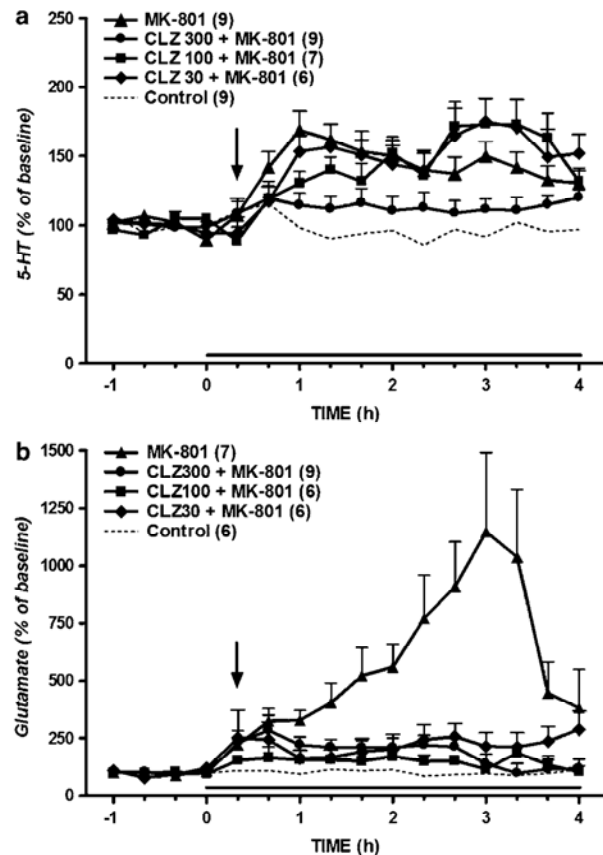 a
MK-801 (9)
CLZ 300 + MK-801 (9)
CLZ 100 + MK-801 (7)
CLZ 30 + MK-801 (6)
Control (9)
250
200
150
100
50
0
5-HT (% of baseline)
-1 0 1 2 3 4
TIME (h)
b
MK-801 (7)
CLZ300 + MK-801 (9)
CLZ100 + MK-801 (6)
CLZ30 + MK-801 (6)
Control (6)
1500
1250
1000
750
500
250
0
Glutamate (% of baseline)
-1 0 1 2 3 4
TIME (h)